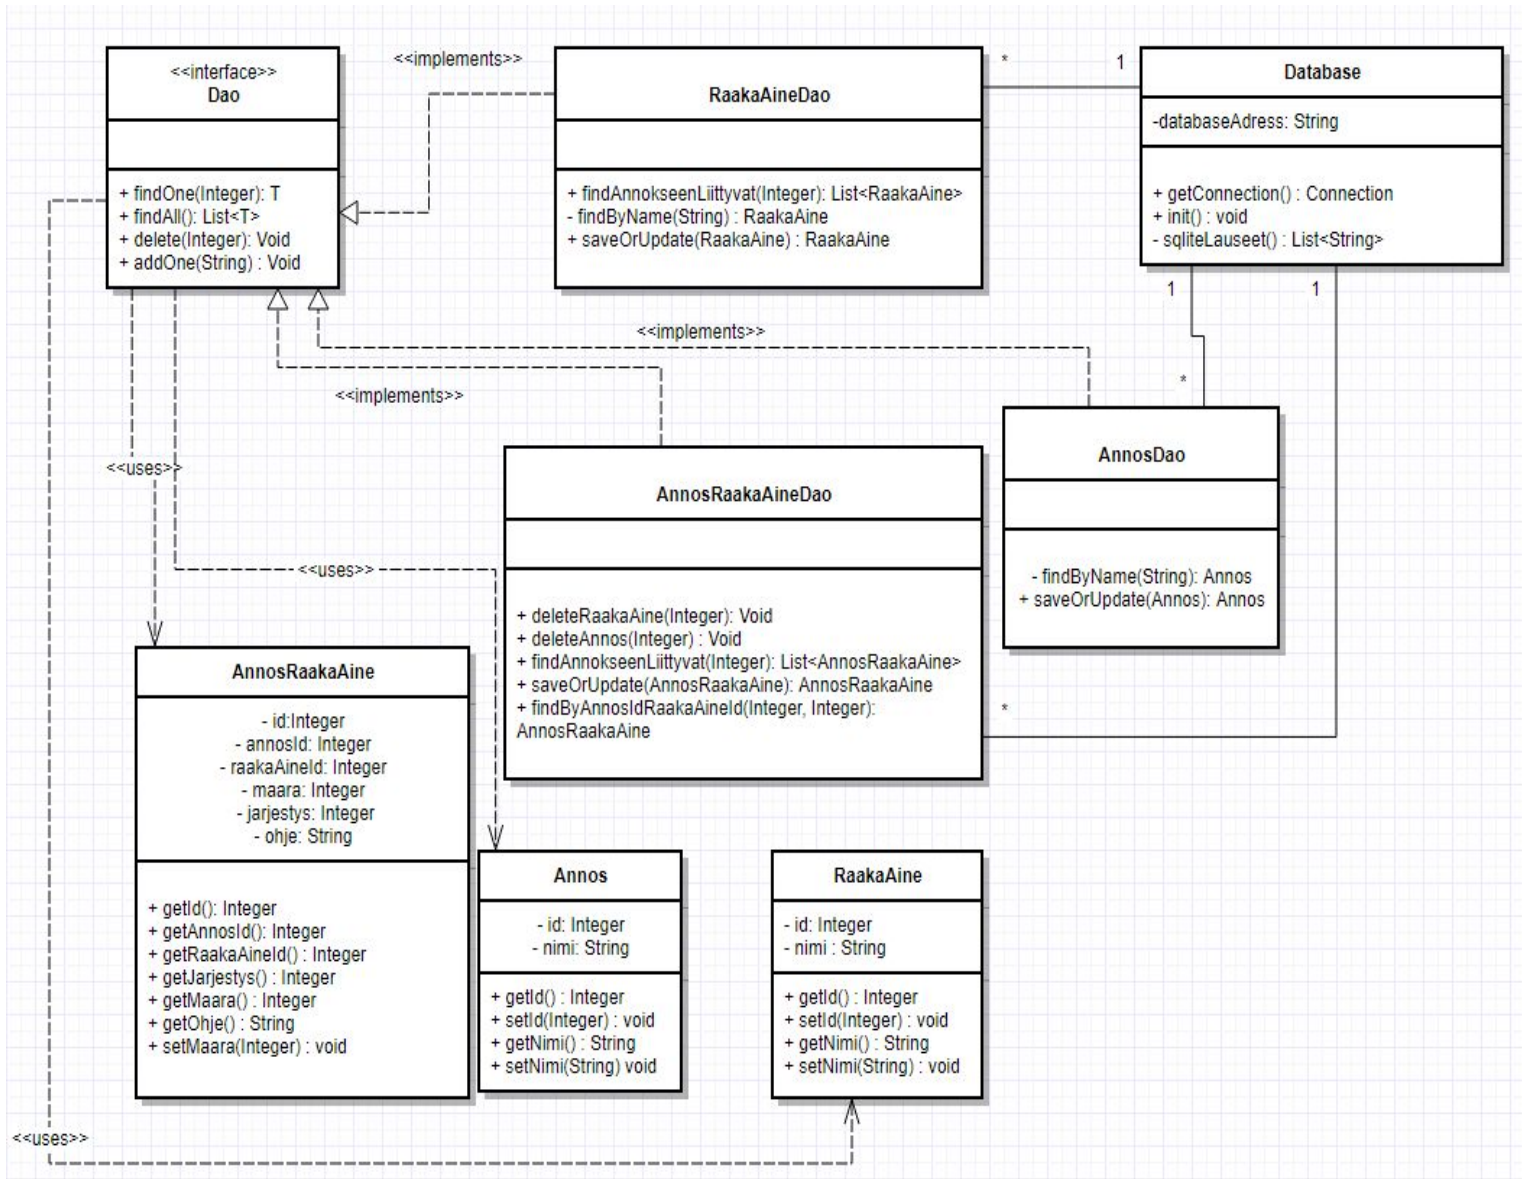 <<interface>>
Dao
+ findOne(Integer): T
+ findAll(): List<T>
+ delete(Integer): Void
+ addOne(String) : Void
<<implements>>
RaakaAineDao
+ findAnnokseenLiittyvat(Integer): List<RaakaAine>
- findByName(String) : RaakaAine
+ saveOrUpdate(RaakaAine) : RaakaAine
*
1
Database
-databaseAdress: String
+ getConnection() : Connection
+ init() : void
- sqliteLauseet() : List<String>
1
1
<<implements>>
*
<<implements>>
AnnosDao
- findByName(String): Annos
+ saveOrUpdate(Annos): Annos
<<uses>>
AnnosRaakaAineDao
+ deleteRaakaAine(Integer): Void
+ deleteAnnos(Integer) : Void
+ findAnnokseenLiittyvat(Integer): List<AnnosRaakaAine>
+ saveOrUpdate(AnnosRaakaAine): AnnosRaakaAine
+ findByAnnosIdRaakaAineId(Integer, Integer):
AnnosRaakaAine
*
<<uses>>
AnnosRaakaAine
- id:Integer
- annosId: Integer
- raakaAineId: Integer
- maara: Integer
- jarjestys: Integer
- ohje: String
+ getId(): Integer
+ getAnnosId(): Integer
+ getRaakaAineId() : Integer
+ getJarjestys() : Integer
+ getMaara() : Integer
+ getOhje() : String
+ setMaara(Integer) : void
Annos
- id: Integer
- nimi: String
+ getId() : Integer
+ setId(Integer) : void
+ getNimi() : String
+ setNimi(String) void
RaakaAine
- id: Integer
- nimi : String
+ getId() : Integer
+ setId(Integer) : void
+ getNimi() : String
+ setNimi(String) : void
<<uses>>